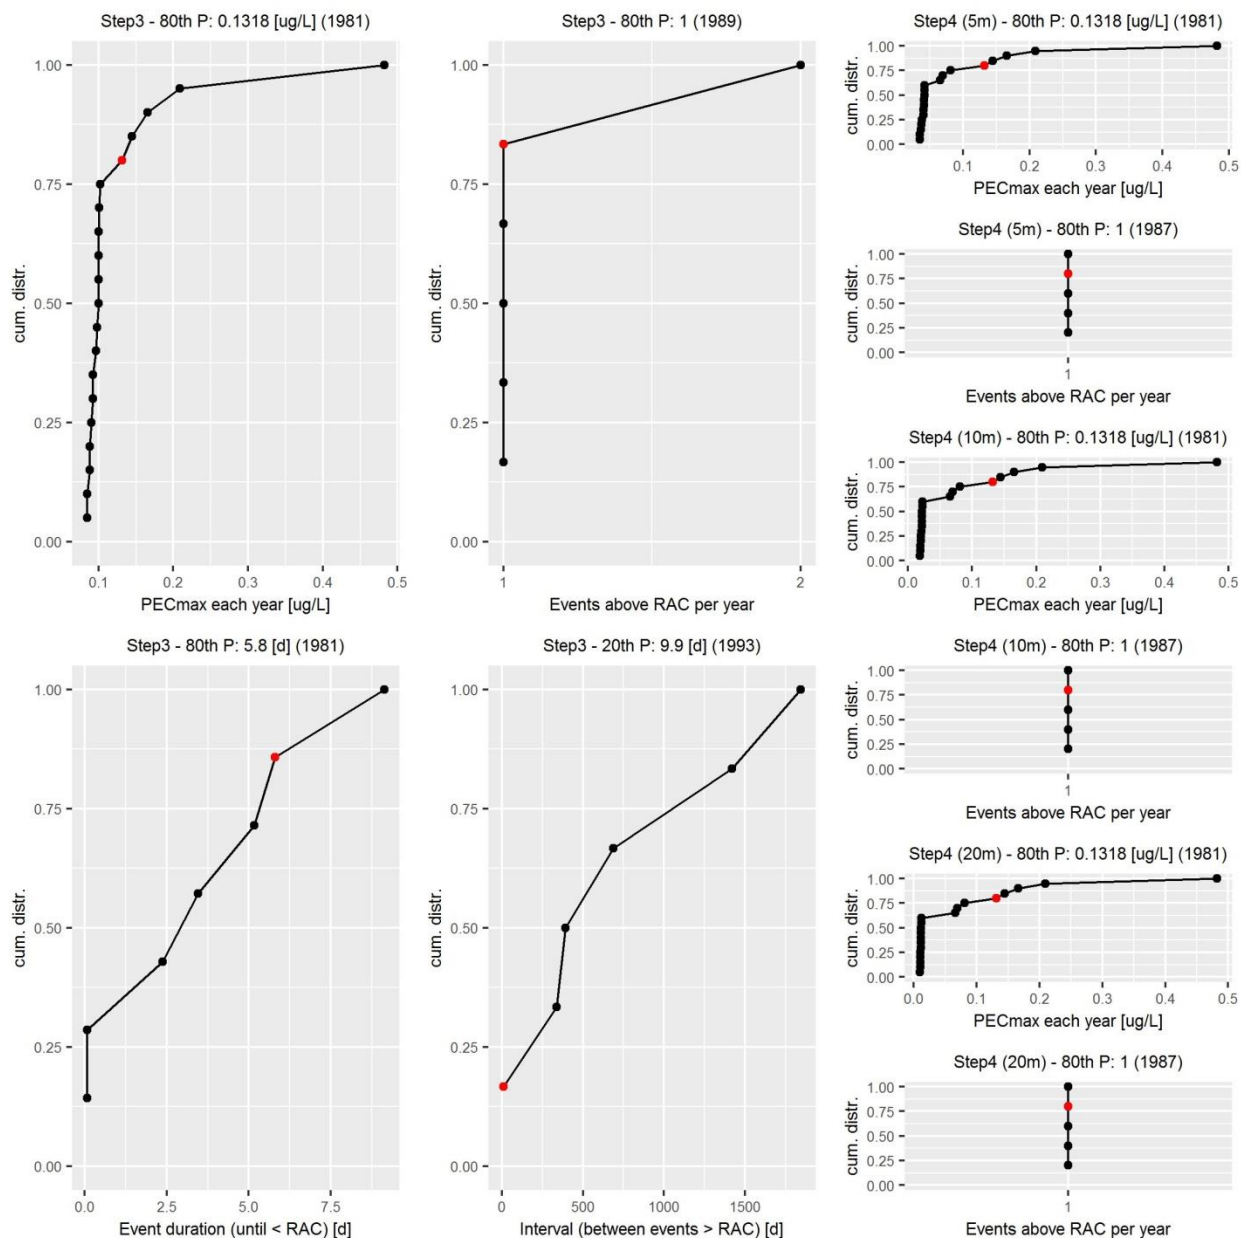 Step3 - 80th P: 0.1318 [ug/L] (1981)
1.00
0.75
0.50
0.25
0.00
cum. distr.
0.1
0.2
0.3
0.4
0.5
PECmax each year [ug/L]
Step3 - 80th P: 1 (1989)
1.00
0.75
0.50
0.25
0.00
cum. distr.
1
2
Events above RAC per year
Step4 (5m) - 80th P: 0.1318 [ug/L] (1981)
1.00
0.75
0.50
0.25
0.00
cum. distr.
0.1
0.2
0.3
0.4
0.5
PECmax each year [ug/L]
Step4 (5m) - 80th P: 1 (1987)
1.00
0.75
0.50
0.25
0.00
cum. distr.
1
Events above RAC per year
Step4 (10m) - 80th P: 0.1318 [ug/L] (1981)
1.00
0.75
0.50
0.25
0.00
cum. distr.
0.0
0.1
0.2
0.3
0.4
0.5
PECmax each year [ug/L]
Step3 - 80th P: 5.8 [d] (1981)
1.00
0.75
0.50
0.25
0.00
cum. distr.
0.0
2.5
5.0
7.5
Event duration (until < RAC) [d]
Step3 - 20th P: 9.9 [d] (1993)
1.00
0.75
0.50
0.25
0.00
cum. distr.
0
500
1000
1500
Interval (between events > RAC) [d]
Step4 (10m) - 80th P: 1 (1987)
1.00
0.75
0.50
0.25
0.00
cum. distr.
1
Events above RAC per year
Step4 (20m) - 80th P: 0.1318 [ug/L] (1981)
1.00
0.75
0.50
0.25
0.00
cum. distr.
0.0
0.1
0.2
0.3
0.4
0.5
PECmax each year [ug/L]
Step4 (20m) - 80th P: 1 (1987)
1.00
0.75
0.50
0.25
0.00
cum. distr.
1
Events above RAC per year